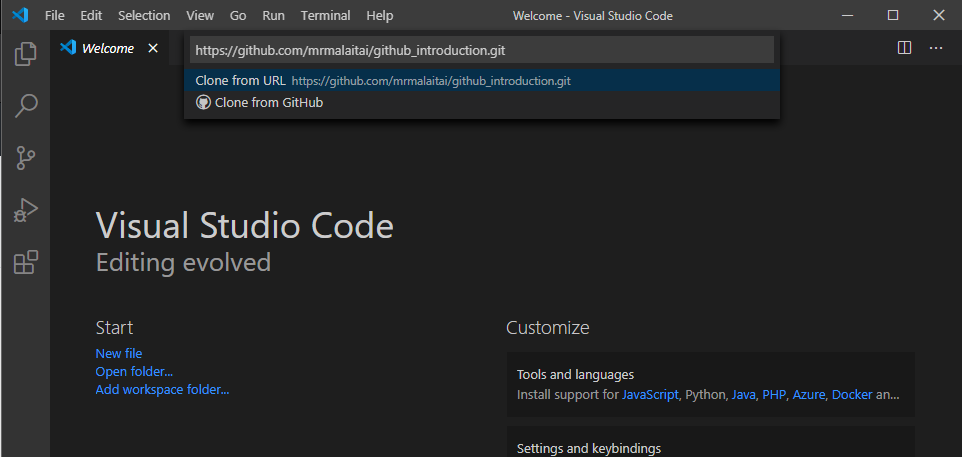 File Edit Selection View Go Run Terminal Help Welcome - Visual Studio Code
Welcome
https://github.com/mrmalaitai/github_introduction.git
Clone from URL https://github.com/mrmalaitai/github_introduction.git
Clone from GitHub
Visual Studio Code
Editing evolved
Start
New file
Open folder...
Add workspace folder...
Customize
Tools and languages
Install support for JavaScript, Python, Java, PHP, Azure, Docker an...
Settings and keybindings